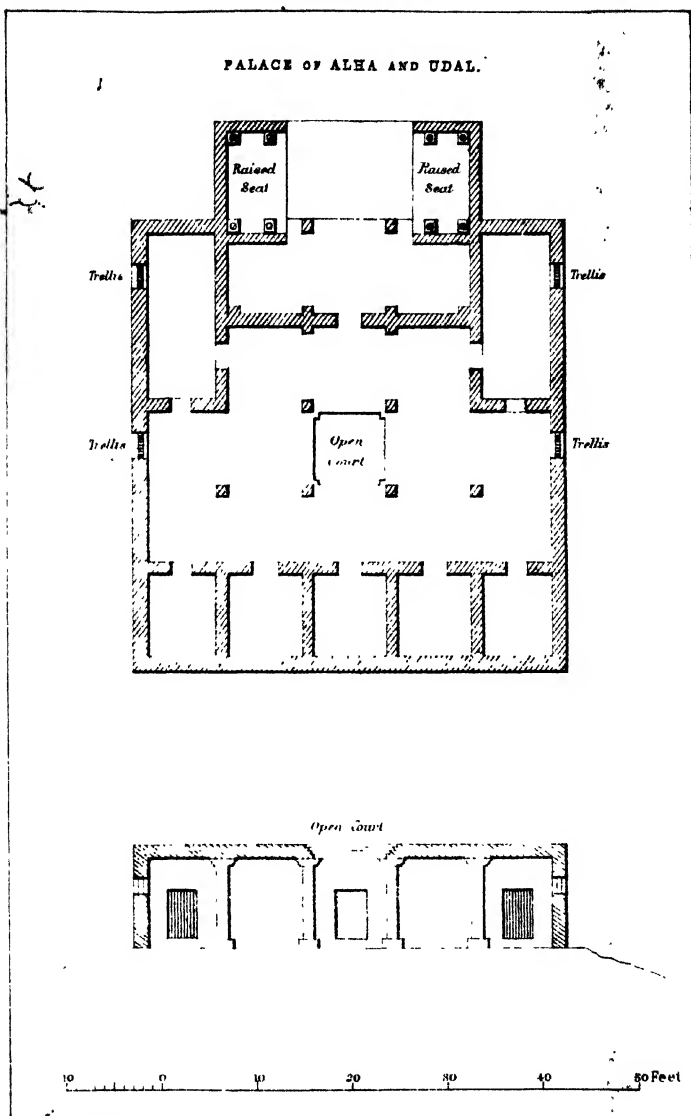 PALACE OF ALHA AND UDAL.
Raised
Seat
Raised
Seat
Trellis
Trellis
Open
Court
Trellis
Trellis
Open Court
10 0 10 20 30 40 50 Feet